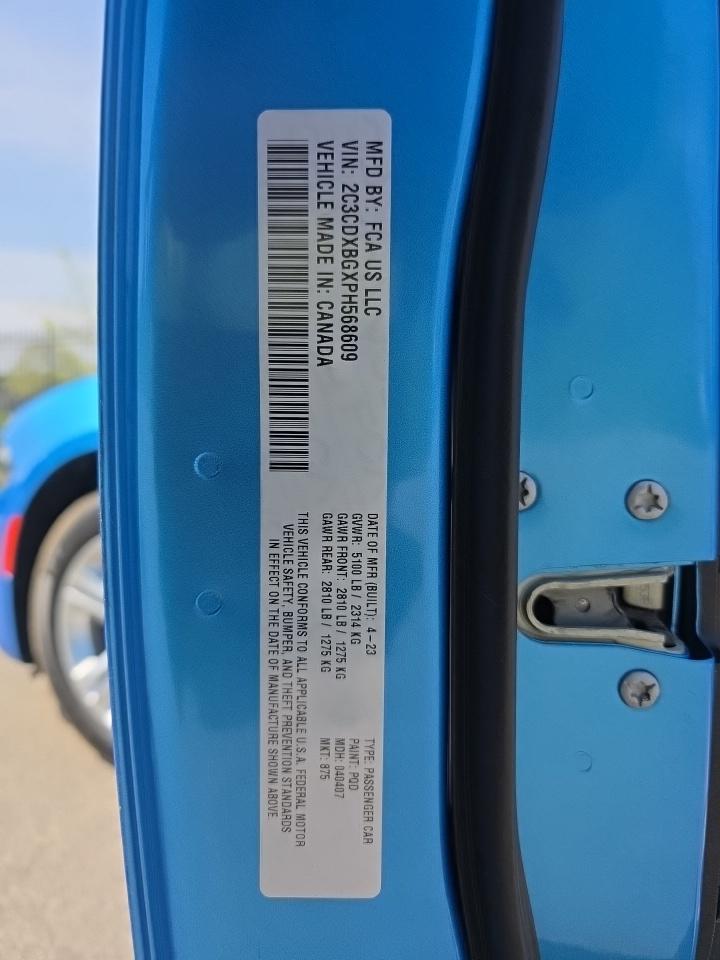 MFD BY: FCA US LLC
VIN: 2C3CDXBGXPH568609
VEHICLE MADE IN: CANADA
DATE OF MFR (BUILT): 4-23
GVWR: 5100 LB / 2314 KG
GAWR FRONT: 2810 LB / 1275 KG
GAWR REAR: 2810 LB / 1275 KG
TYPE: PASSENGER CAR
PAINT: PQD
MDH: 040407
MKT: 875
THIS VEHICLE CONFORMS TO ALL APPLICABLE U.S.A. FEDERAL MOTOR
VEHICLE SAFETY, BUMPER, AND THEFT PREVENTION STANDARDS
IN EFFECT ON THE DATE OF MANUFACTURE SHOWN ABOVE.